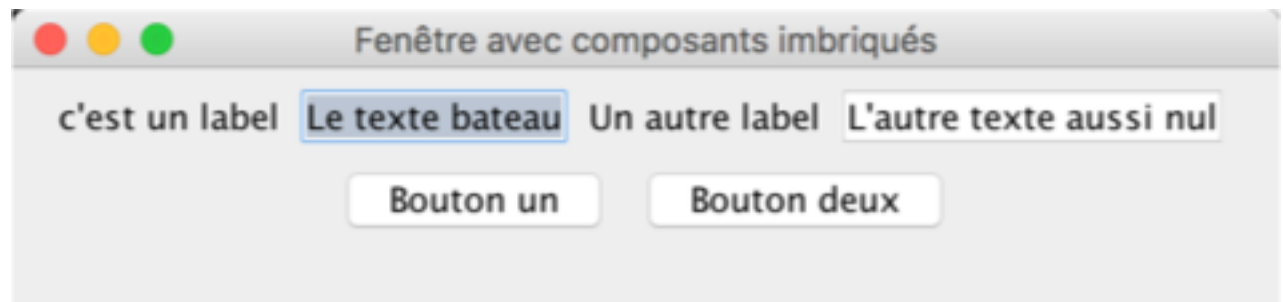 Fenêtre avec composants imbriqués
c'est un label Le texte bateau Un autre label L'autre texte aussi nul
Bouton un Bouton deux